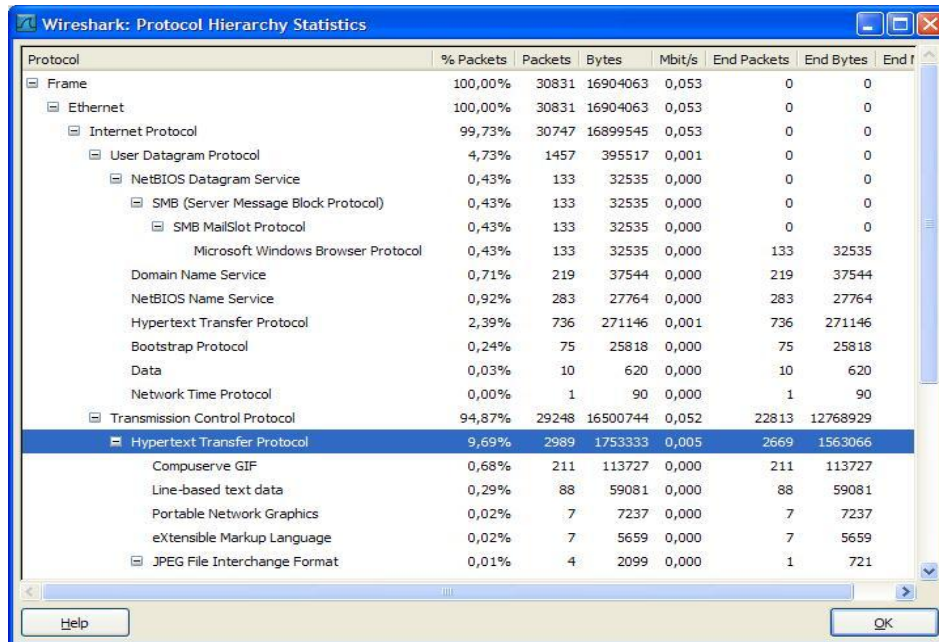 Wireshark: Protocol Hierarchy Statistics
Protocol % Packets Packets Bytes Mbit/s End Packets End Bytes End M
Frame 100,00% 30831 16904063 0,053 0 0
Ethernet 100,00% 30831 16904063 0,053 0 0
Internet Protocol 99,73% 30747 16899545 0,053 0 0
User Datagram Protocol 4,73% 1457 395517 0,001 0 0
NetBIOS Datagram Service 0,43% 133 32535 0,000 0 0
SMB (Server Message Block Protocol) 0,43% 133 32535 0,000 0 0
SMB MailSlot Protocol 0,43% 133 32535 0,000 0 0
Microsoft Windows Browser Protocol 0,43% 133 32535 0,000 133 32535
Domain Name Service 0,71% 219 37544 0,000 219 37544
NetBIOS Name Service 0,92% 283 27764 0,000 283 27764
Hypertext Transfer Protocol 2,39% 736 271146 0,001 736 271146
Bootstrap Protocol 0,24% 75 25818 0,000 75 25818
Data 0,03% 10 620 0,000 10 620
Network Time Protocol 0,00% 1 90 0,000 1 90
Transmission Control Protocol 94,87% 29248 16500744 0,052 22813 12768929
Hypertext Transfer Protocol 9,69% 2989 1753333 0,005 2669 1563066
Compuserve GIF 0,68% 211 113727 0,000 211 113727
Line-based text data 0,29% 88 59081 0,000 88 59081
Portable Network Graphics 0,02% 7 7237 0,000 7 7237
eXtensible Markup Language 0,02% 7 5659 0,000 7 5659
JPEG File Interchange Format 0,01% 4 2099 0,000 1 721
Help OK